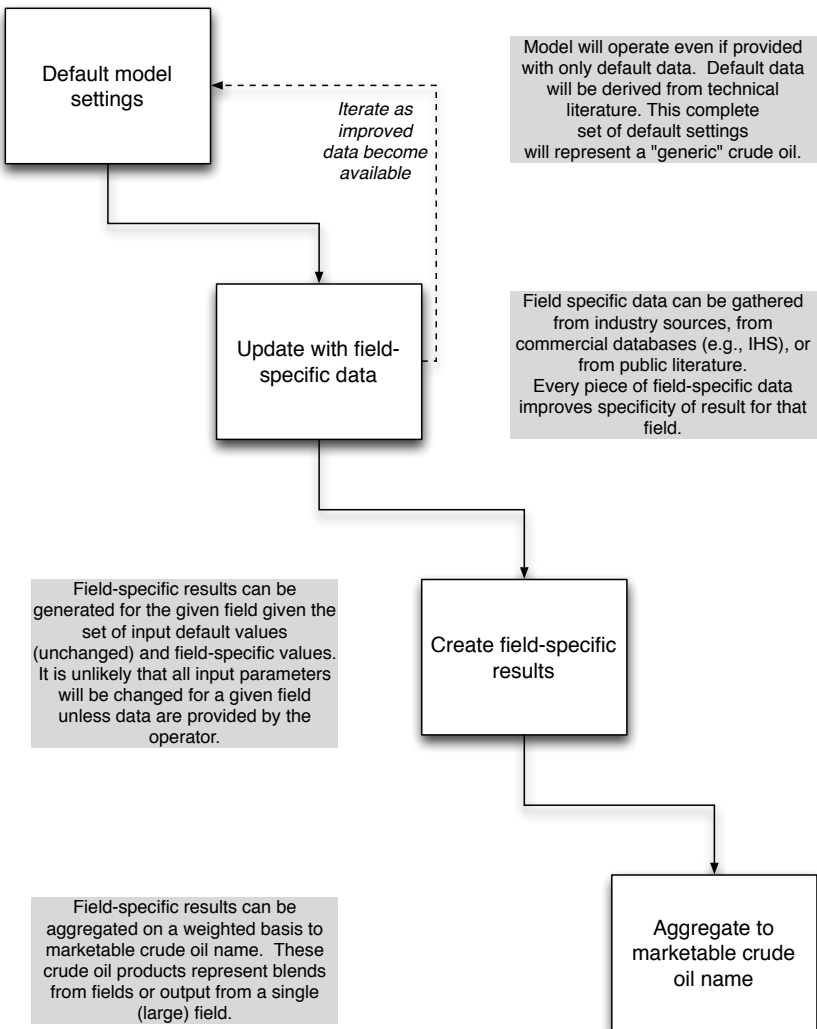 Default model
settings
Iterate as
improved
data become
available
Model will operate even if provided
with only default data.  Default data
will be derived from technical
literature. This complete
set of default settings
will represent a "generic" crude oil.
Update with field-
specific data
Field specific data can be gathered
from industry sources, from
commercial databases (e.g., IHS), or
from public literature.
Every piece of field-specific data
improves specificity of result for that
field.
Field-specific results can be
generated for the given field given the
set of input default values
(unchanged) and field-specific values.
It is unlikely that all input parameters
will be changed for a given field
unless data are provided by the
operator.
Create field-specific
results
Field-specific results can be
aggregated on a weighted basis to
marketable crude oil name.  These
crude oil products represent blends
from fields or output from a single
(large) field.
Aggregate to
marketable crude
oil name